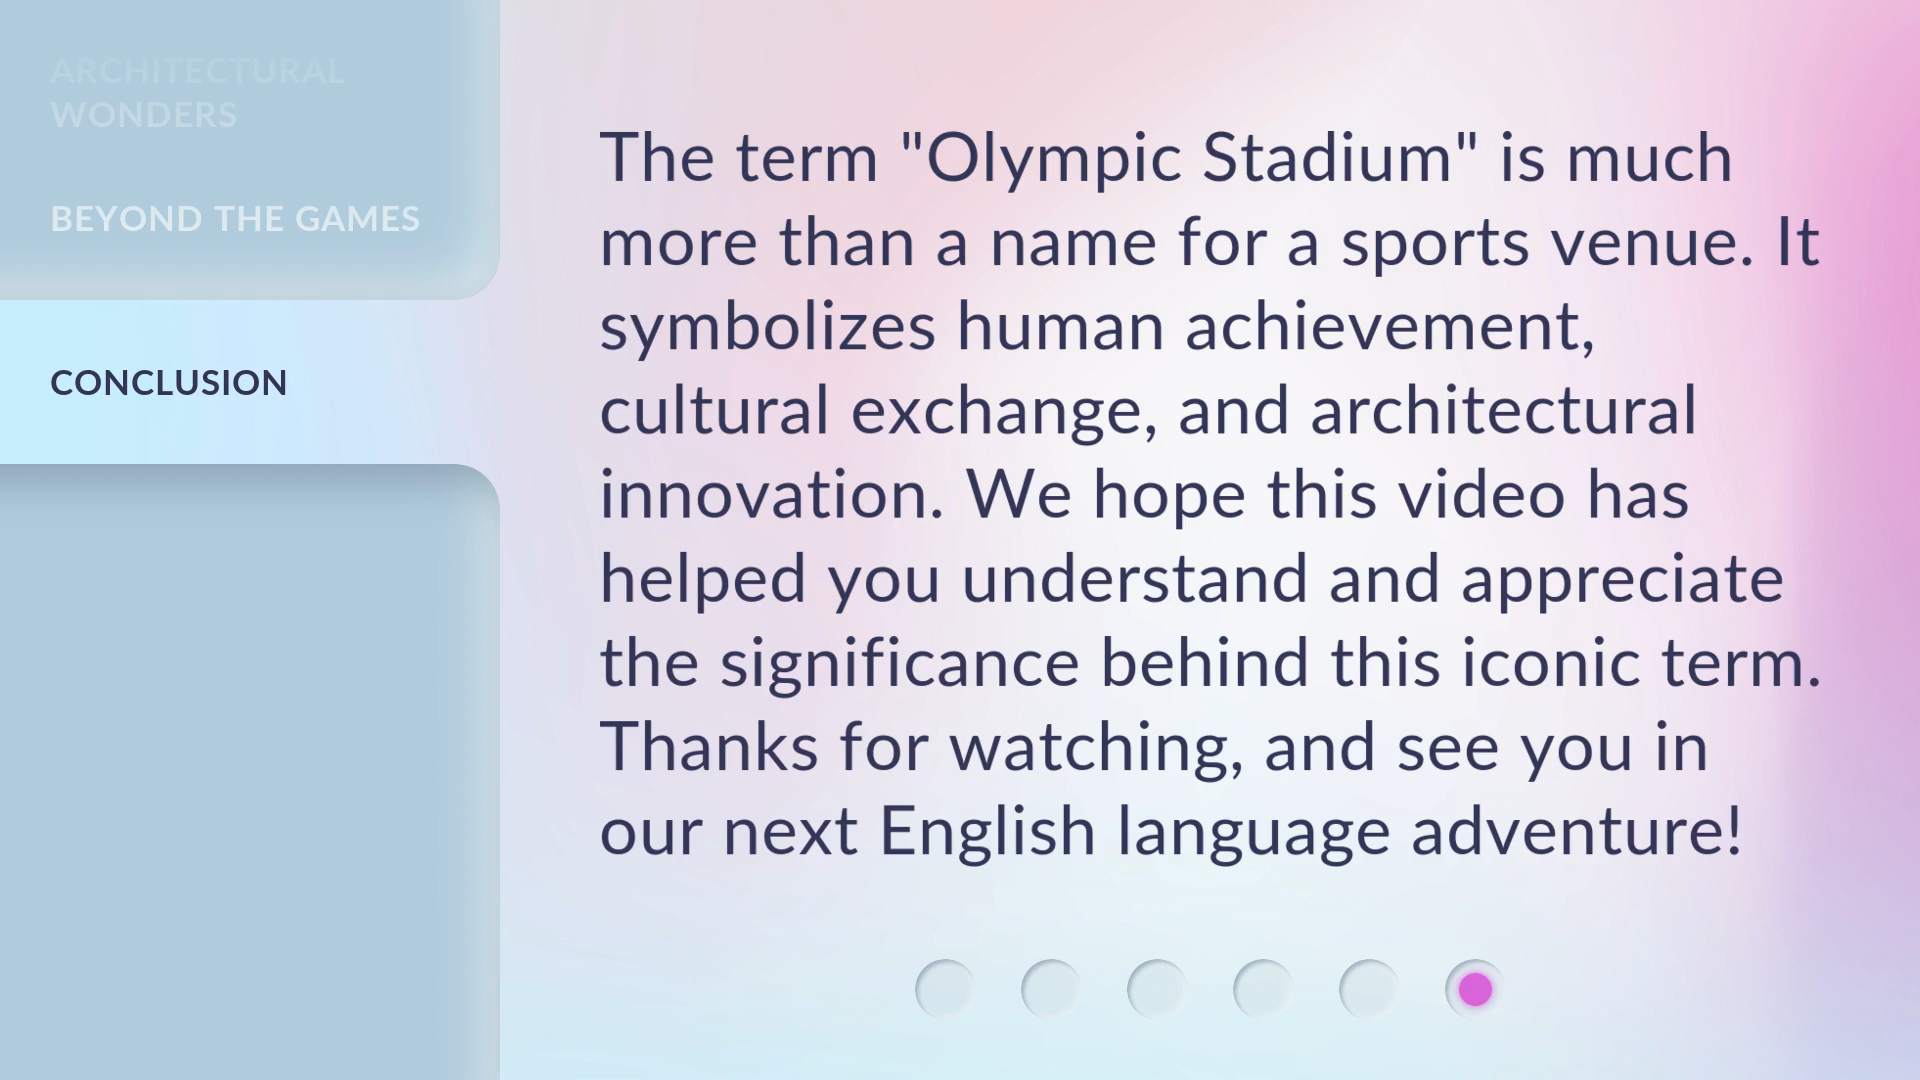 ARCHITECTURAL
WONDERS
BEYOND THE GAMES
CONCLUSION
The term "Olympic Stadium" is much
more than a name for a sports venue. It
symbolizes human achievement,
cultural exchange, and architectural
innovation. We hope this video has
helped you understand and appreciate
the significance behind this iconic term.
Thanks for watching, and see you in
our next English language adventure!